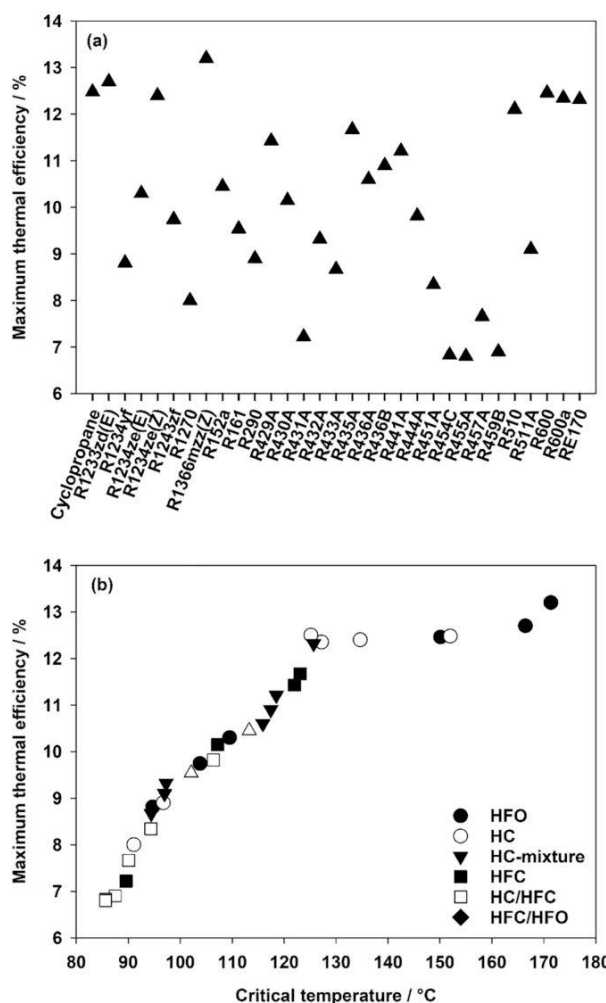 (a)
Maximum thermal efficiency / %
14
13
12
11
10
9
8
7
6
Cyclopropane
R1233zd(E)
R1234yf
R1234ze(E)
R1234ze(Z)
R1243zf
R1270
R1366mzz(Z)
R152a
R161
R290
R429A
R430A
R431A
R432A
R433A
R435A
R436A
R436B
R441A
R444A
R451A
R454C
R455A
R457A
R459B
R510
R511A
R600
R600a
RE170
(b)
Maximum thermal efficiency / %
14
13
12
11
10
9
8
7
6
HFO
HC
HC-mixture
HFC
HC/HFC
HFC/HFO
80 90 100 110 120 130 140 150 160 170 180
Critical temperature / °C